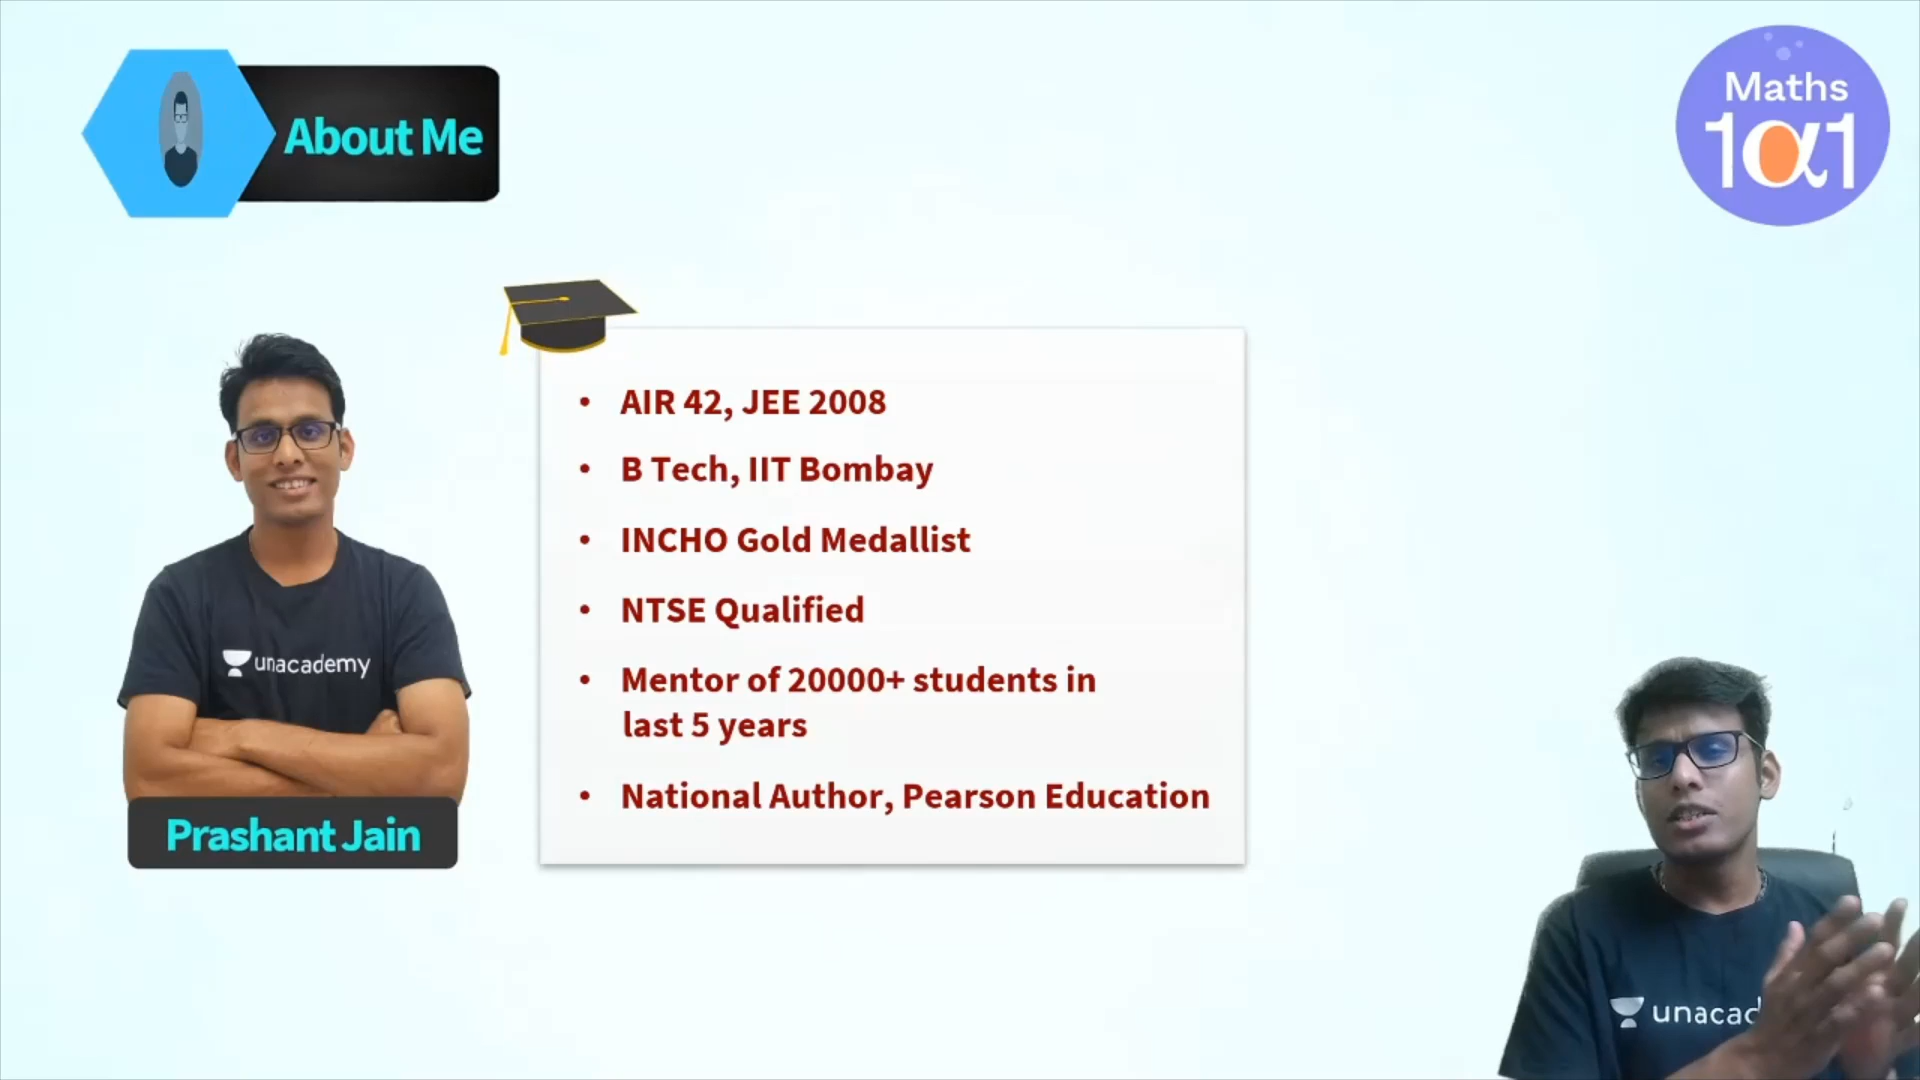 About Me
Maths
1α1
• AIR 42, JEE 2008
• B Tech, IIT Bombay
• INCHO Gold Medallist
• NTSE Qualified
• Mentor of 20000+ students in
last 5 years
• National Author, Pearson Education
unacademy
Prashant Jain
unacad